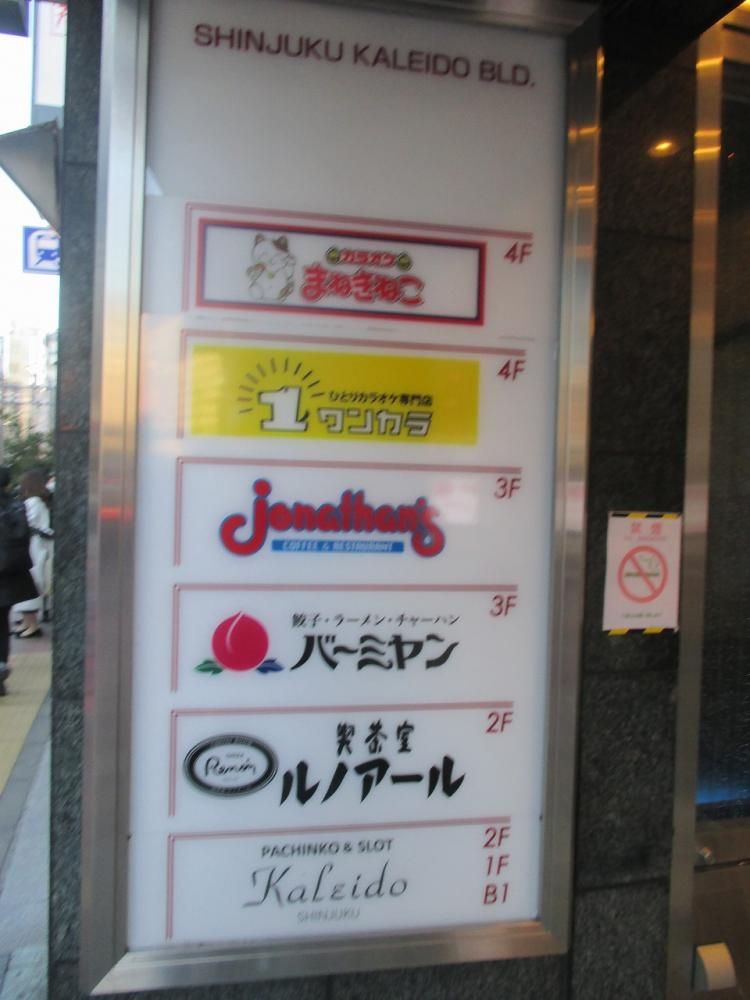 SHINJUKU KALEIDO BLD.
4F
カラオケ
まねきねこ
4F
ひとりカラオケ専門店
1 ワンカラ
3F
Jonathan's
COFFEE & RESTAURANT
3F
餃子・ラーメン・チャーハン
バーミヤン
2F
喫茶室
Renoir
ルノアール
2F
1F
B1
PACHINKO & SLOT
Kaleido
SHINJUKU
禁煙